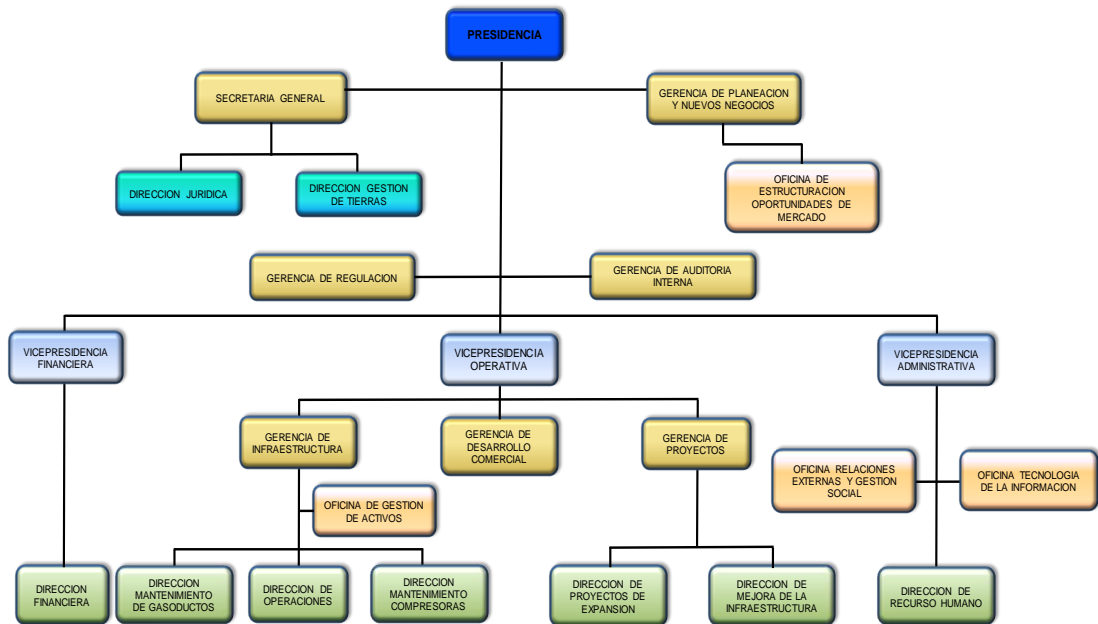 PRESIDENCIA
SECRETARIA GENERAL
GERENCIA DE PLANEACION
Y NUEVOS NEGOCIOS
DIRECCION JURIDICA
DIRECCION GESTION
DE TIERRAS
OFICINA DE
ESTRUCTURACION
OPORTUNIDADES DE
MERCADO
GERENCIA DE REGULACION
GERENCIA DE AUDITORIA
INTERNA
VICEPRESIDENCIA
FINANCIERA
VICEPRESIDENCIA
OPERATIVA
VICEPRESIDENCIA
ADMINISTRATIVA
GERENCIA DE
INFRAESTRUCTURA
GERENCIA DE
DESARROLLO
COMERCIAL
GERENCIA DE
PROYECTOS
OFICINA RELACIONES
EXTERNAS Y GESTION
SOCIAL
OFICINA TECNOLOGIA
DE LA INFORMACION
OFICINA DE GESTION
DE ACTIVOS
DIRECCION
FINANCIERA
DIRECCION
MANTENIMIENTO
DE GASODUCTOS
DIRECCION DE
OPERACIONES
DIRECCION
MANTENIMIENTO
COMPRESORAS
DIRECCION DE
PROYECTOS DE
EXPANSION
DIRECCION DE
MEJORA DE LA
INFRAESTRUCTURA
DIRECCION DE
RECURSO HUMANO